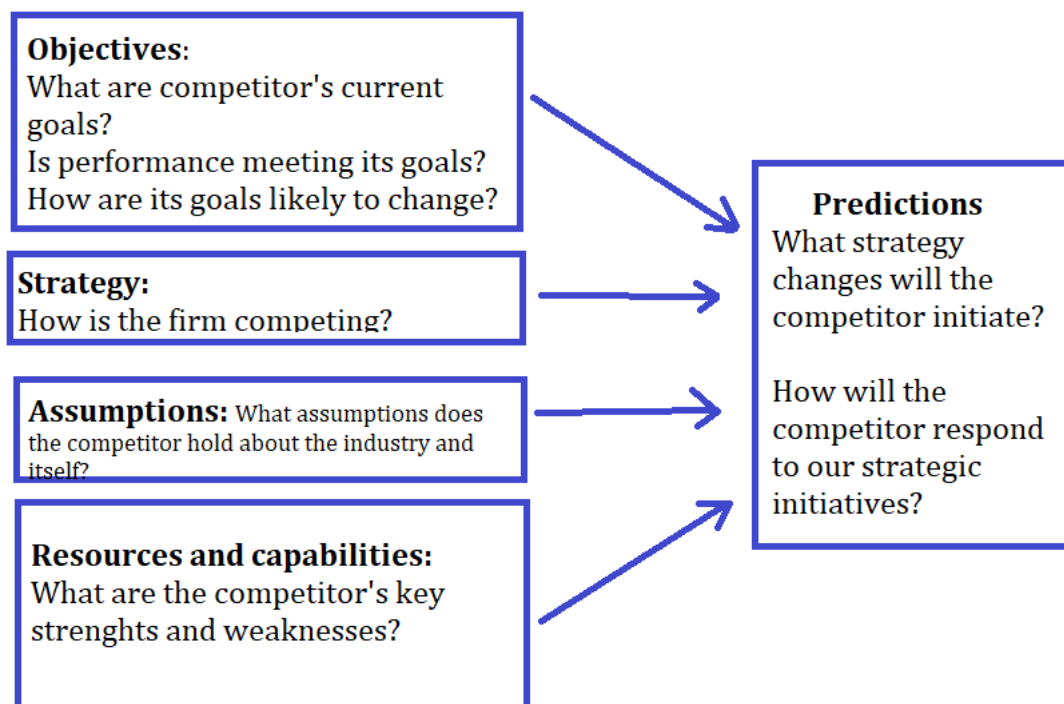 Objectives:
What are competitor's current
goals?
Is performance meeting its goals?
How are its goals likely to change?
Strategy:
How is the firm competing?
Assumptions: What assumptions does
the competitor hold about the industry and
itself?
Resources and capabilities:
What are the competitor's key
strenghts and weaknesses?
Predictions
What strategy
changes will the
competitor initiate?
How will the
competitor respond
to our strategic
initiatives?